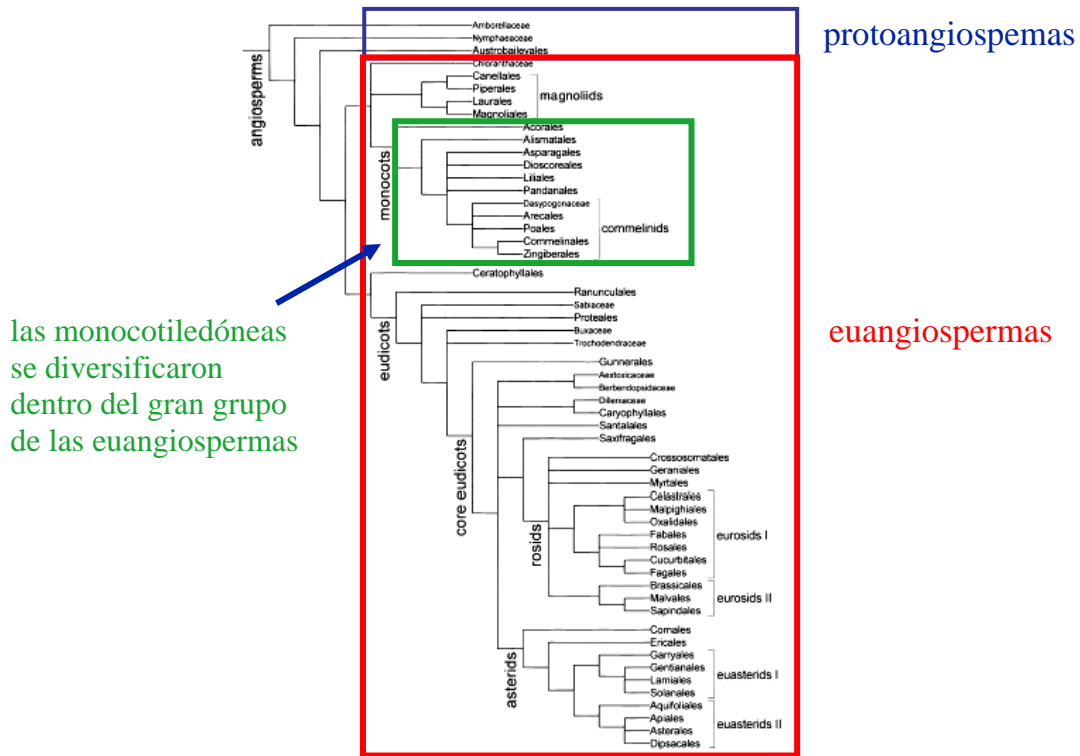 protoangiospemas
angiosperms
Amborellaceae
Nymphaeaceae
Austrobaileyales
Chloranthaceae
Canellales
Piperales
Laurales
Magnoliales
magnoliids
monocots
Acorales
Alismatales
Asparagales
Dioscoreales
Liliales
Pandanales
Dasypogonaceae
Arecales
Poales
Commelinales
Zingiberales
commelinids
Ceratophyllales
las monocotiledóneas
se diversificaron
dentro del gran grupo
de las euangiospermas
euangiospermas
eudicots
Ranunculales
Sabiaceae
Proteales
Buxaceae
Trochodendraceae
core eudicots
Gunnerales
Aextoxicaceae
Berberidopsidaceae
Dilleniaceae
Caryophyllales
Santalales
Saxifragales
rosids
Crossosomatales
Geraniales
Myrtales
Celastrales
Malpighiales
Oxalidales
Fabales
Rosales
Cucurbitales
Fagales
eurosids I
Brassicales
Malvales
Sapindales
eurosids II
asterids
Cornales
Ericales
Garryales
Gentianales
Lamiales
Solanales
euasterids I
Aquifoliales
Apiales
Asterales
Dipsacales
euasterids II